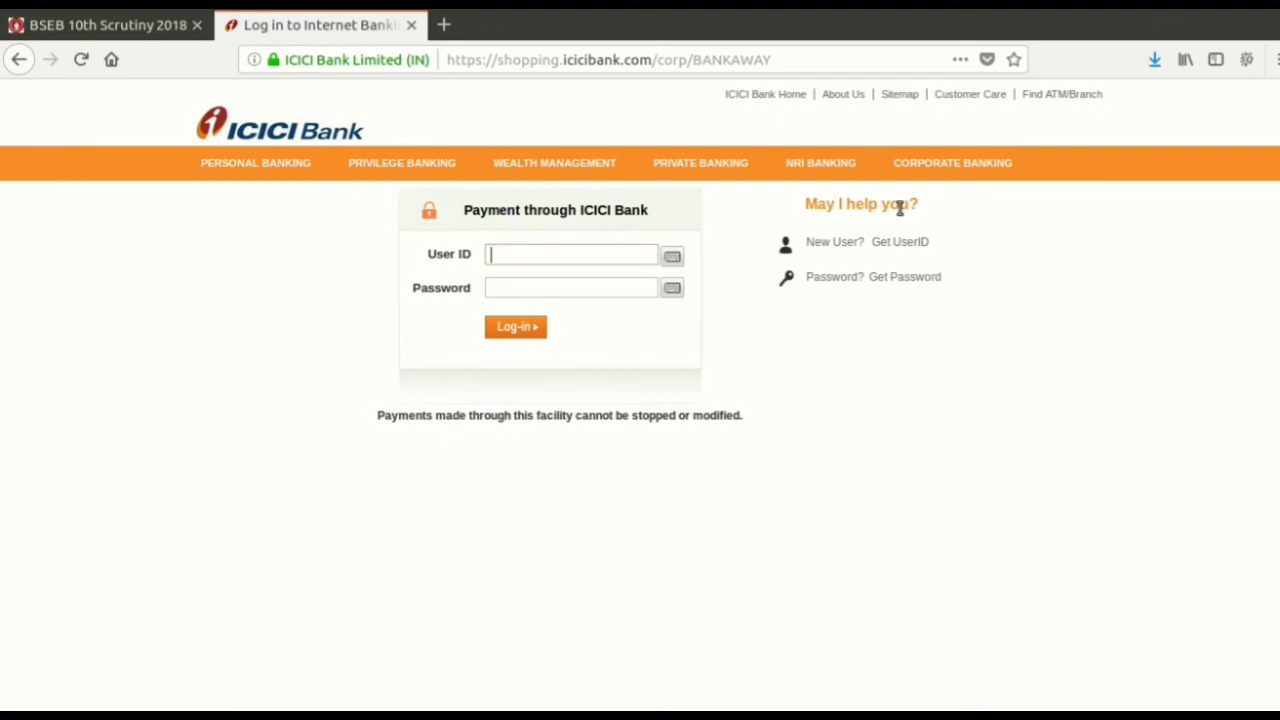 BSEB 10th Scrutiny 2018
Log in to Internet Banki
ICICI Bank Limited (IN) https://shopping.icicibank.com/corp/BANKAWAY
ICICI Bank Home | About Us | Sitemap | Customer Care | Find ATM/Branch
ICICI Bank
PERSONAL BANKING PRIVILEGE BANKING WEALTH MANAGEMENT PRIVATE BANKING NRI BANKING CORPORATE BANKING
Payment through ICICI Bank
User ID
Password
Log-in
Payments made through this facility cannot be stopped or modified.
May I help you?
New User? Get UserID
Password? Get Password